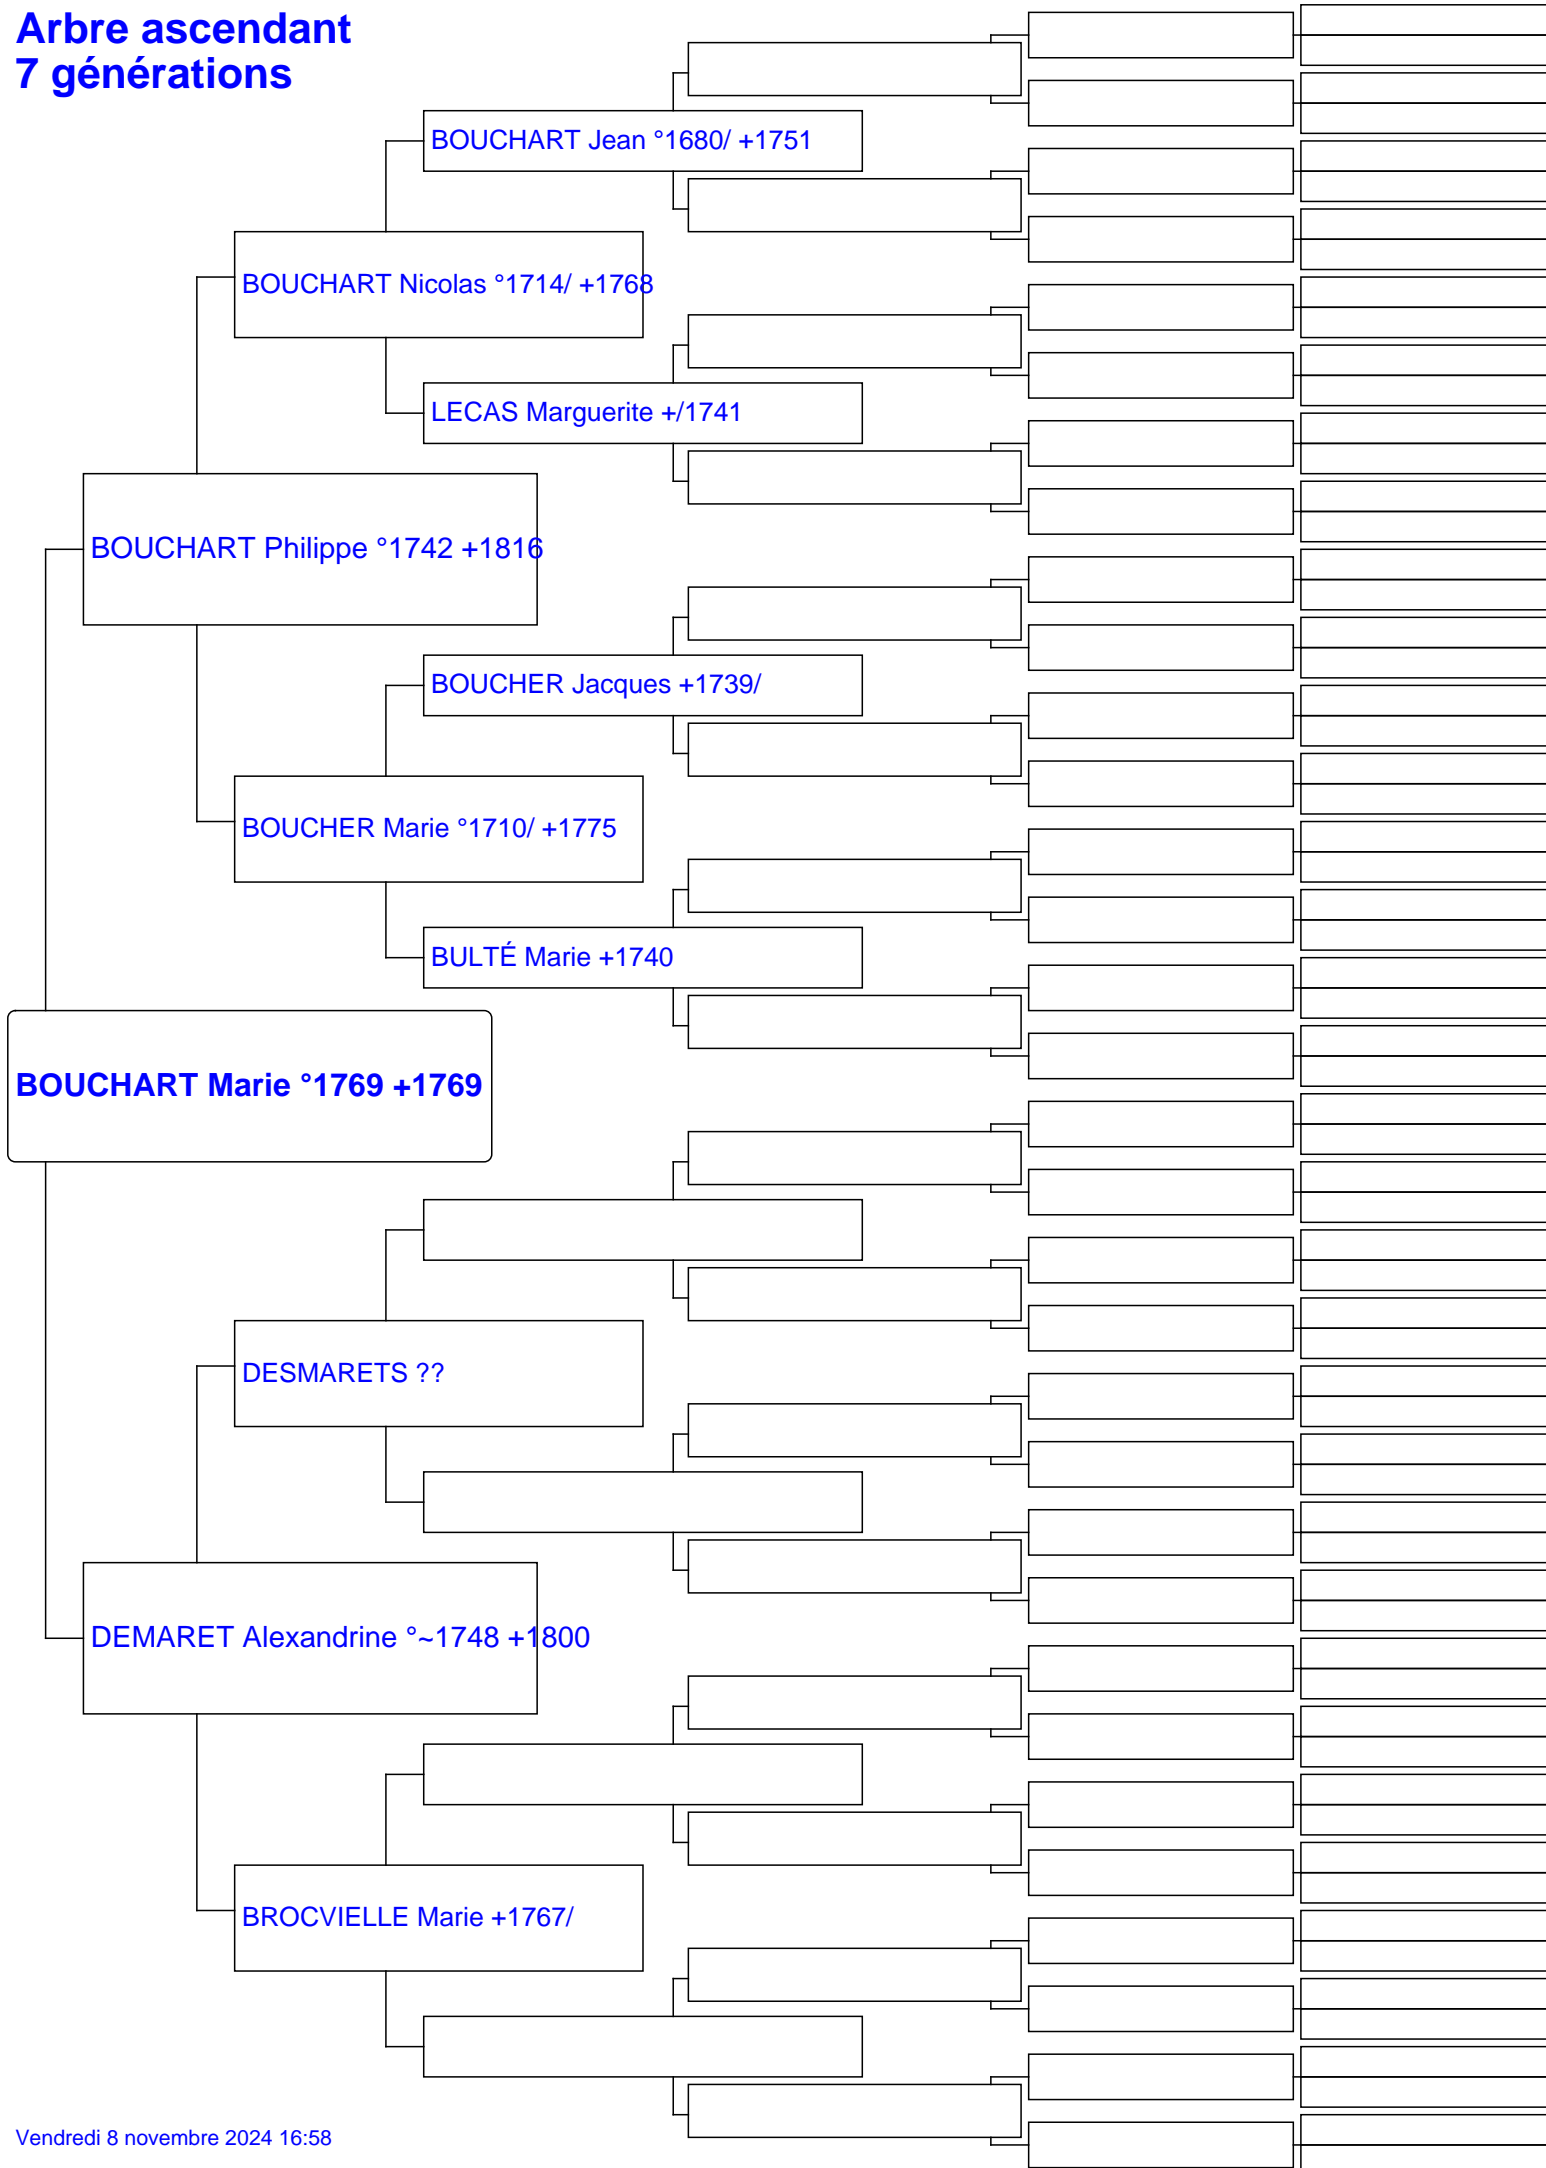 Arbre ascendant
7 générations
BOUCHART Jean °1680/ +1751
BOUCHART Nicolas °1714/ +1768
LECAS Marguerite +/1741
BOUCHART Philippe °1742 +1816
BOUCHER Jacques +1739/
BOUCHER Marie °1710/ +1775
BULTÉ Marie +1740
BOUCHART Marie °1769 +1769
DESMARETS ??
DEMARET Alexandrine °~1748 +1800
BROCVIELLE Marie +1767/
Vendredi 8 novembre 2024 16:58